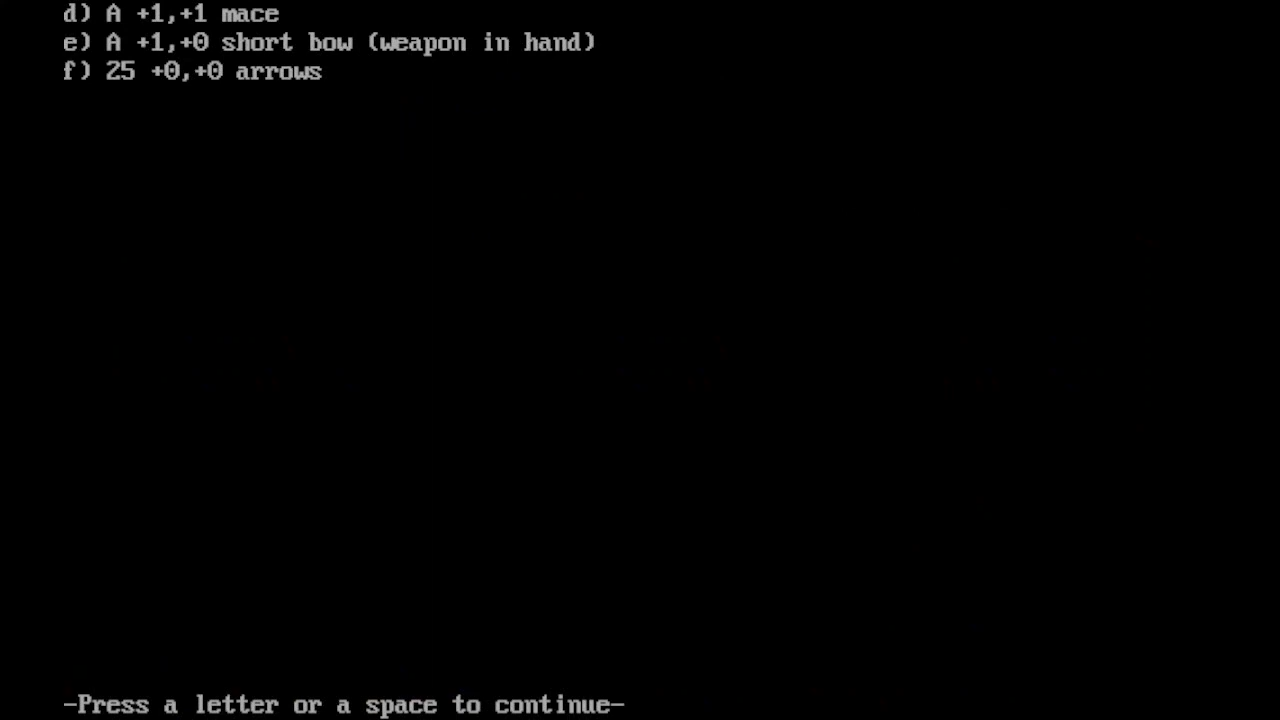 d) A +1,+1 mace
e) A +1,+0 short bow (weapon in hand)
f) 25 +0,+0 arrows
-Press a letter or a space to continue-